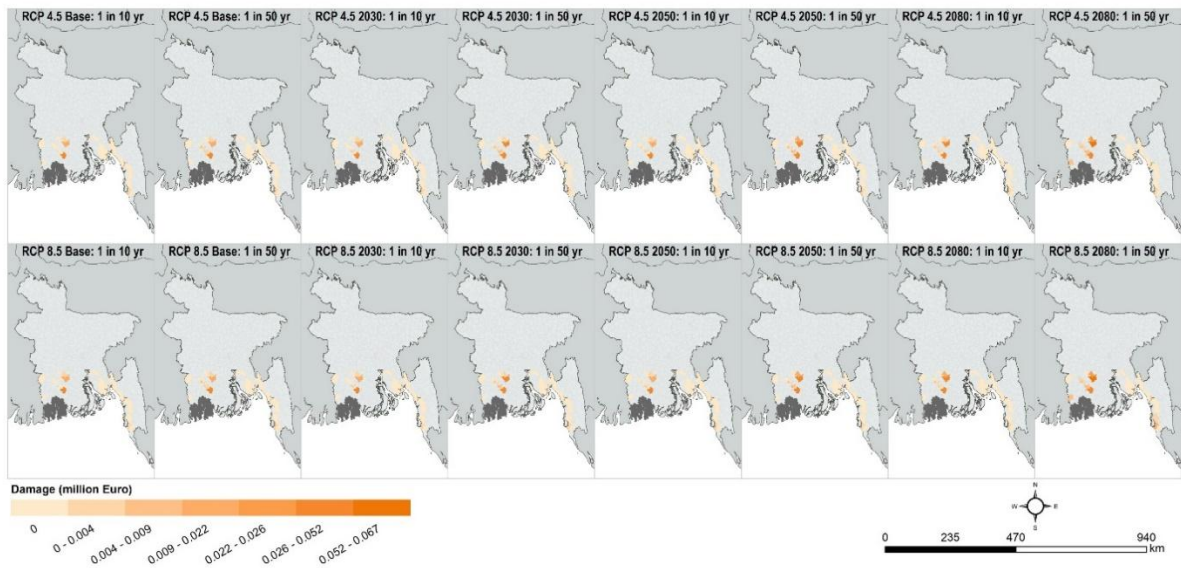 RCP 4.5 Base: 1 in 10 yr
RCP 4.5 Base: 1 in 50 yr
RCP 4.5 2030: 1 in 10 yr
RCP 4.5 2030: 1 in 50 yr
RCP 4.5 2050: 1 in 10 yr
RCP 4.5 2050: 1 in 50 yr
RCP 4.5 2080: 1 in 10 yr
RCP 4.5 2080: 1 in 50 yr
RCP 8.5 Base: 1 in 10 yr
RCP 8.5 Base: 1 in 50 yr
RCP 8.5 2030: 1 in 10 yr
RCP 8.5 2030: 1 in 50 yr
RCP 8.5 2050: 1 in 10 yr
RCP 8.5 2050: 1 in 50 yr
RCP 8.5 2080: 1 in 10 yr
RCP 8.5 2080: 1 in 50 yr
Damage (million Euro)
0
0 - 0.004
0.004 - 0.009
0.009 - 0.022
0.022 - 0.026
0.026 - 0.052
0.052 - 0.067
N
W E
S
0 235 470 940
km